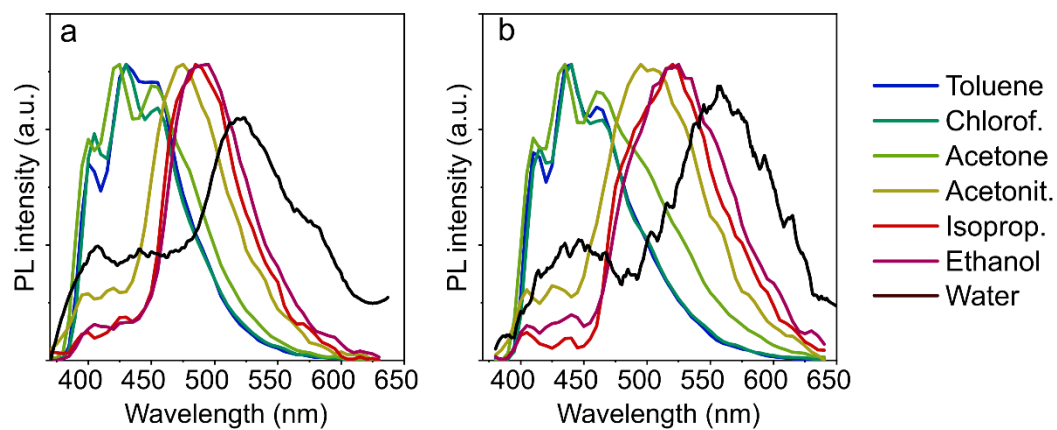 a
b
PL intensity (a.u.)
PL intensity (a.u.)
400 450 500 550 600 650
400 450 500 550 600 650
Wavelength (nm)
Wavelength (nm)
Toluene
Chlorof.
Acetone
Acetonit.
Isoprop.
Ethanol
Water